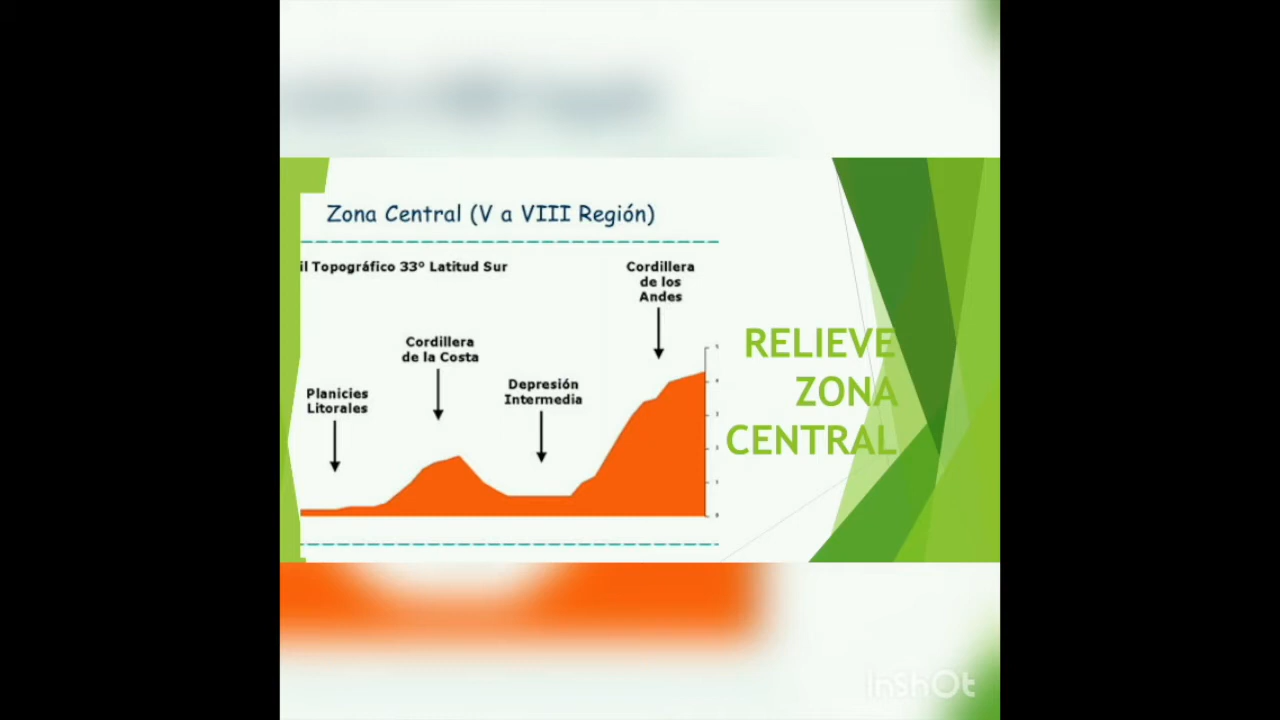 Zona Central (V a VIII Región)
il Topográfico 33º Latitud Sur
Cordillera
de los
Andes
Cordillera
de la Costa
Depresión
Intermedia
Planicies
Litorales
RELIEVE
ZONA
CENTRAL
InShOt